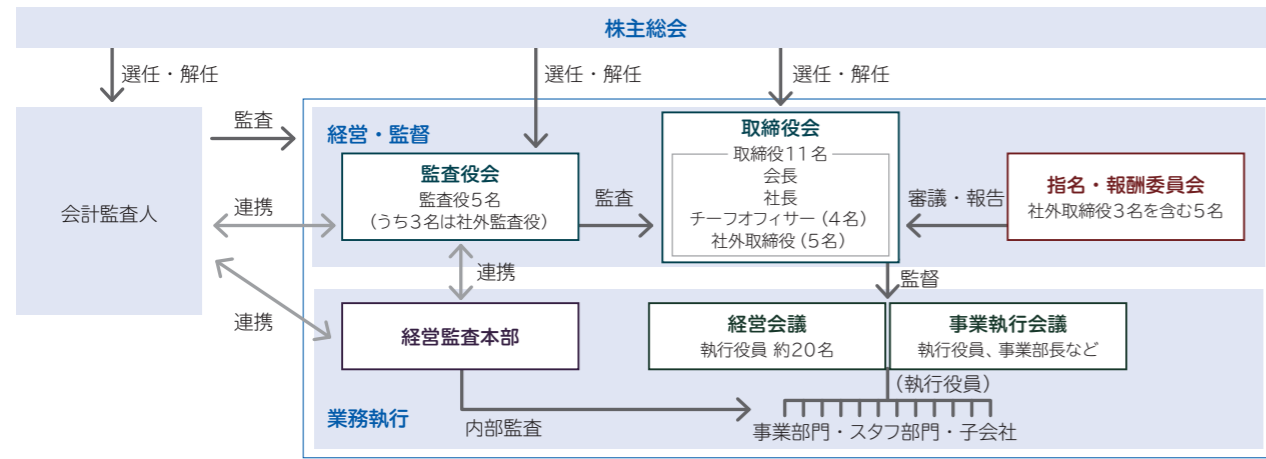 株主総会
選任・解任
選任・解任
選任・解任
会計監査人
監査
連携
連携
経営・監督
監査役会
監査役5名
(うち3名は社外監査役)
監査
取締役会
取締役11名
会長
社長
チーフオフィサー(4名)
社外取締役(5名)
審議・報告
指名・報酬委員会
社外取締役3名を含む5名
連携
監督
経営監査本部
経営会議
執行役員 約20名
事業執行会議
執行役員、事業部長など
(執行役員)
業務執行
内部監査
事業部門・スタフ部門・子会社